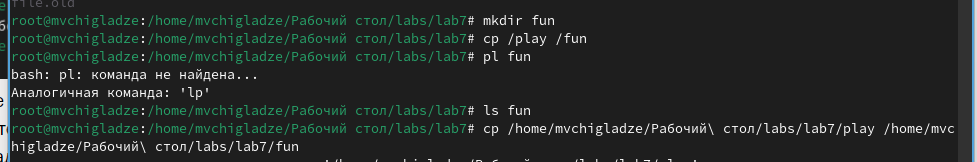 file.old
root@mvchigladze:/home/mvchigladze/Рабочий стол/labs/lab7# mkdir fun
root@mvchigladze:/home/mvchigladze/Рабочий стол/labs/lab7# cp /play /fun
root@mvchigladze:/home/mvchigladze/Рабочий стол/labs/lab7# pl fun
bash: pl: команда не найдена...
Аналогичная команда: 'lp'
root@mvchigladze:/home/mvchigladze/Рабочий стол/labs/lab7# ls fun
root@mvchigladze:/home/mvchigladze/Рабочий стол/labs/lab7# cp /home/mvchigladze/Рабочий\ стол/labs/lab7/play /home/mvc
higladze/Рабочий\ стол/labs/lab7/fun